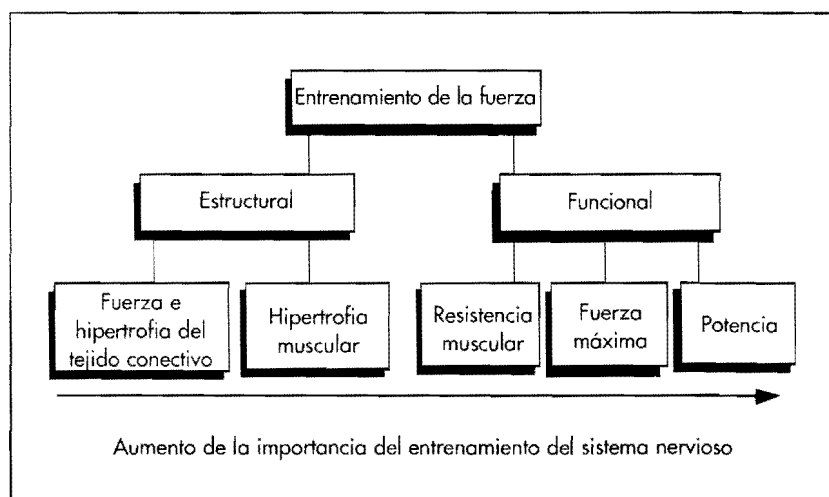 Entrenamiento de la fuerza
Estructural
Funcional
Fuerza e
hipertrofia del
tejido conectivo
Hipertrofia
muscular
Resistencia
muscular
Fuerza
máxima
Potencia
Aumento de la importancia del entrenamiento del sistema nervioso